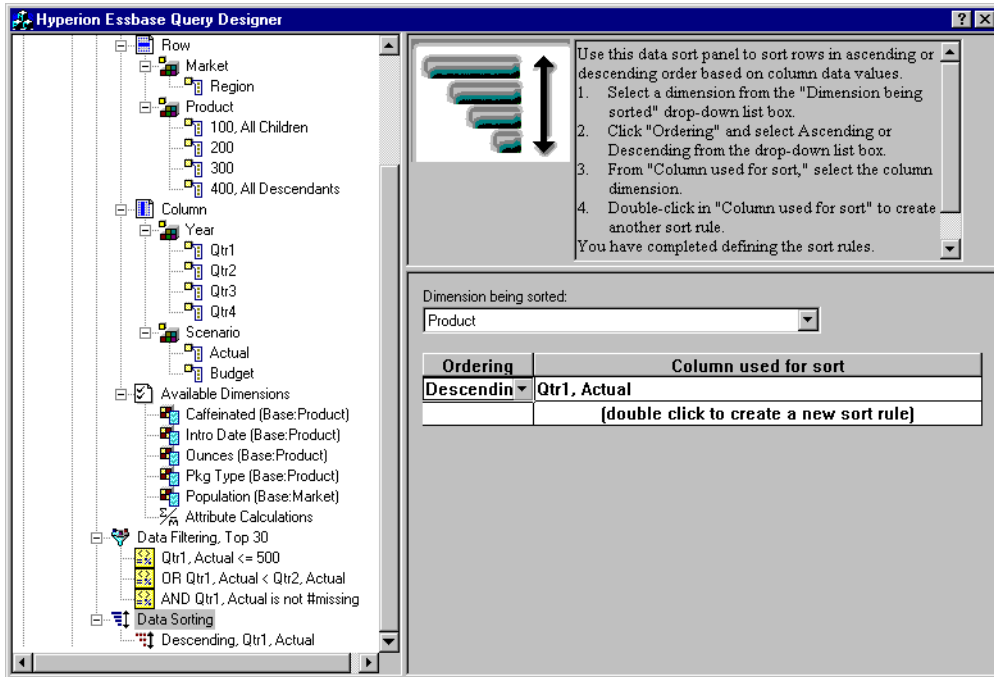 Hyperion Essbase Query Designer
Row
Market
Region
Product
100, All Children
200
300
400, All Descendants
Column
Year
Qtr1
Qtr2
Qtr3
Qtr4
Scenario
Actual
Budget
Available Dimensions
Caffeinated (Base:Product)
Intro Date (Base:Product)
Ounces (Base:Product)
Pkg Type (Base:Product)
Population (Base:Market)
Attribute Calculations
Data Filtering, Top 30
Qtr1, Actual <= 500
OR Qtr1, Actual < Qtr2, Actual
AND Qtr1, Actual is not #missing
Data Sorting
Descending, Qtr1, Actual
Use this data sort panel to sort rows in ascending or
descending order based on column data values.
1. Select a dimension from the "Dimension being
sorted" drop-down list box.
2. Click "Ordering" and select Ascending or
Descending from the drop-down list box.
3. From "Column used for sort," select the column
dimension.
4. Double-click in "Column used for sort" to create
another sort rule.
You have completed defining the sort rules.
Dimension being sorted:
Product
Ordering Column used for sort
Descendin Qtr1, Actual
(double click to create a new sort rule)